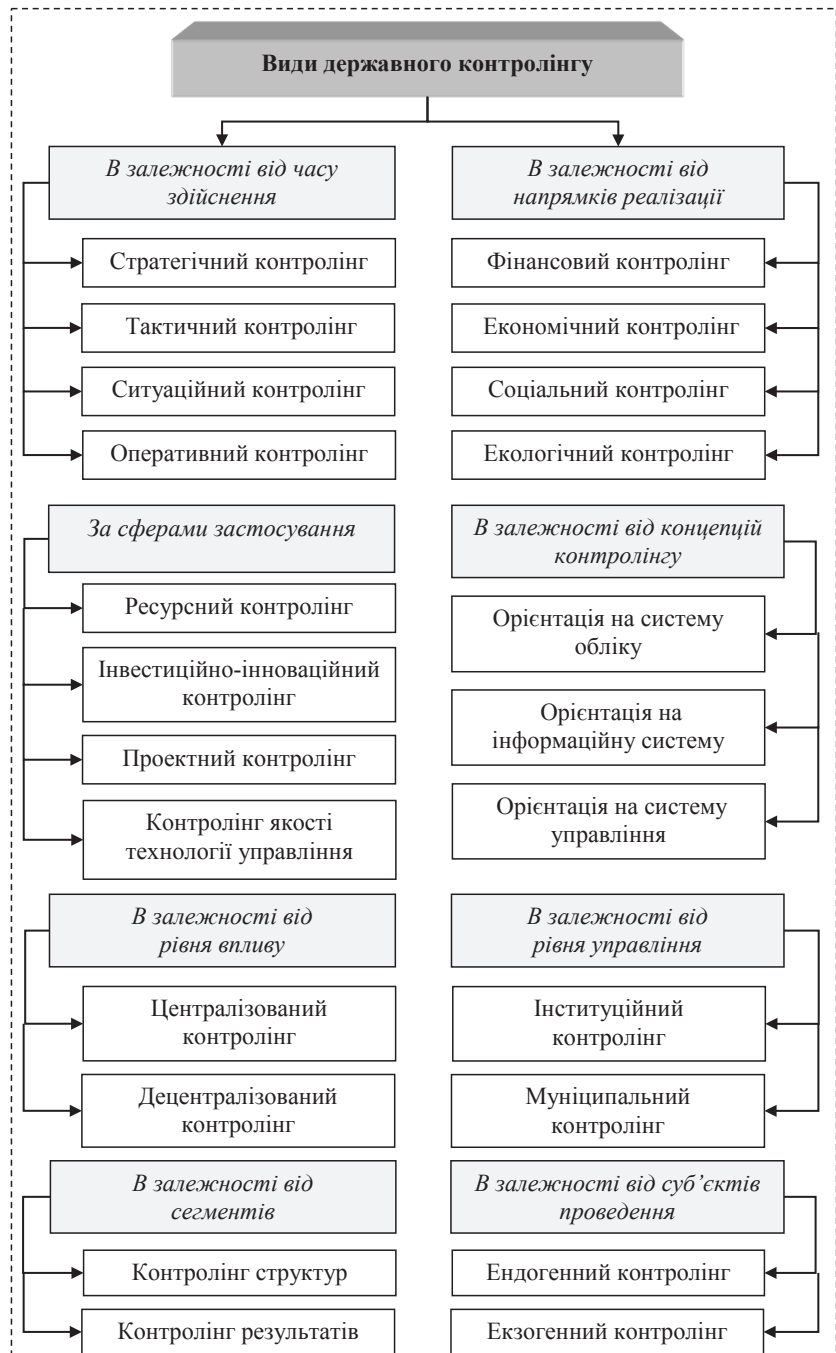 Види державного контролінгу
В залежності від часу
здійснення
Стратегічний контролінг
Тактичний контролінг
Ситуаційний контролінг
Оперативний контролінг
В залежності від
напрямків реалізації
Фінансовий контролінг
Економічний контролінг
Соціальний контролінг
Екологічний контролінг
За сферами застосування
Ресурсний контролінг
Інвестиційно-інноваційний
контролінг
Проектний контролінг
Контролінг якості
технології управління
В залежності від концепцій
контролінгу
Орієнтація на систему
обліку
Орієнтація на
інформаційну систему
Орієнтація на систему
управління
В залежності від
рівня впливу
Централізований
контролінг
Децентралізований
контролінг
В залежності від
рівня управління
Інституційний
контролінг
Муніципальний
контролінг
В залежності від
сегментів
Контролінг структур
Контролінг результатів
В залежності від суб’єктів
проведення
Ендогенний контролінг
Екзогенний контролінг